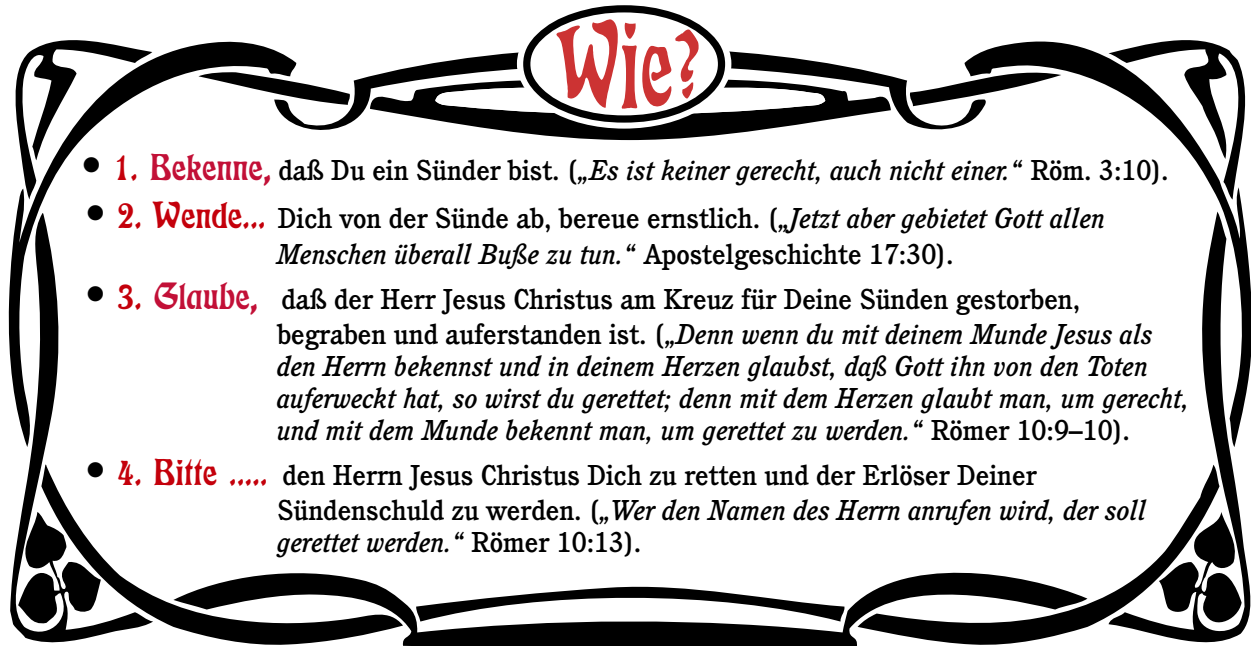 Wie?
• 1. Bekenne, daß Du ein Sünder bist. („Es ist keiner gerecht, auch nicht einer.“ Röm. 3:10).
• 2. Wende... Dich von der Sünde ab, bereue ernstlich. („Jetzt aber gebietet Gott allen
Menschen überall Buße zu tun.“ Apostelgeschichte 17:30).
• 3. Glaube, daß der Herr Jesus Christus am Kreuz für Deine Sünden gestorben,
begraben und auferstanden ist. („Denn wenn du mit deinem Munde Jesus als
den Herrn bekennst und in deinem Herzen glaubst, daß Gott ihn von den Toten
auferweckt hat, so wirst du gerettet; denn mit dem Herzen glaubt man, um gerecht,
und mit dem Munde bekennt man, um gerettet zu werden.“ Römer 10:9–10).
• 4. Bitte ..... den Herrn Jesus Christus Dich zu retten und der Erlöser Deiner
Sündenschuld zu werden. („Wer den Namen des Herrn anrufen wird, der soll
gerettet werden.“ Römer 10:13).